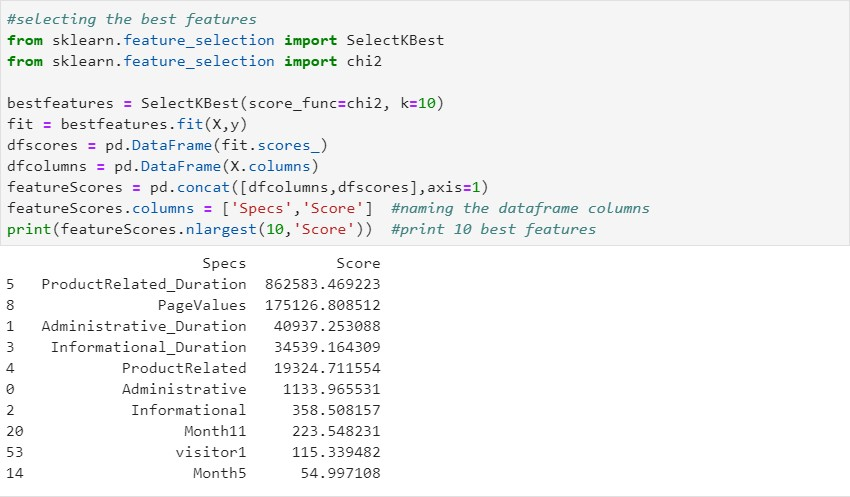 #selecting the best features
from sklearn.feature_selection import SelectKBest
from sklearn.feature_selection import chi2
bestfeatures = SelectKBest(score_func=chi2, k=10)
fit = bestfeatures.fit(X,y)
dfscores = pd.DataFrame(fit.scores_)
dfcolumns = pd.DataFrame(X.columns)
featureScores = pd.concat([dfcolumns,dfscores],axis=1)
featureScores.columns = ['Specs','Score']  #naming the dataframe columns
print(featureScores.nlargest(10,'Score'))  #print 10 best features
Specs Score
5 ProductRelated_Duration 862583.469223
8 PageValues 175126.808512
1 Administrative_Duration 40937.253088
3 Informational_Duration 34539.164309
4 ProductRelated 19324.711554
0 Administrative 1133.965531
2 Informational 358.508157
20 Month11 223.548231
53 visitor1 115.339482
14 Month5 54.997108